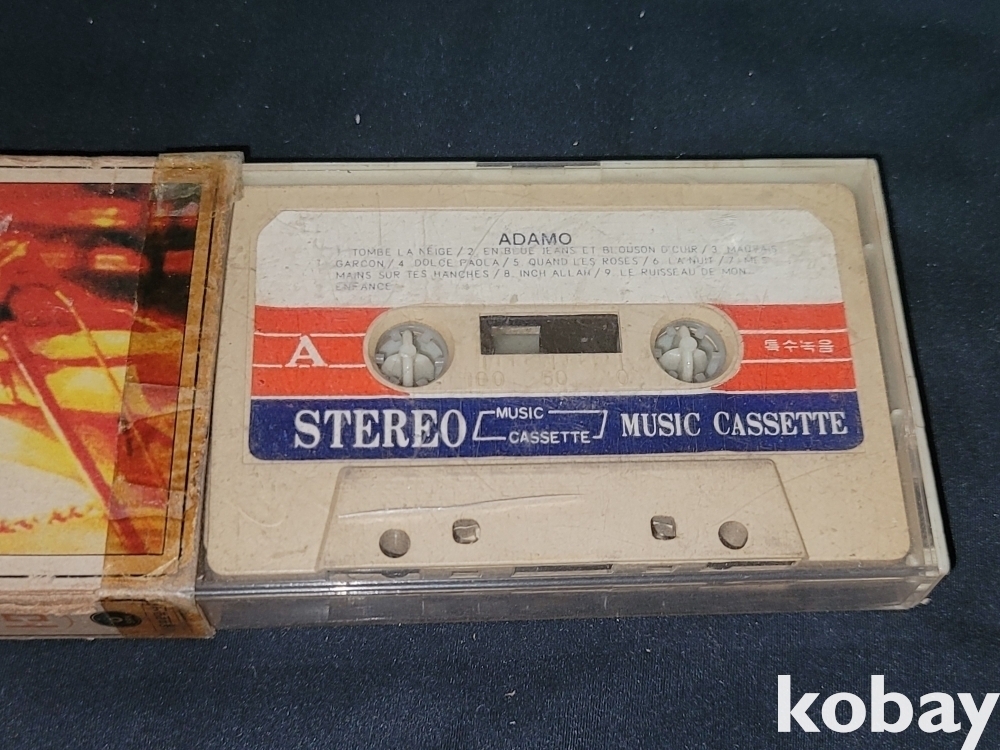 ADAMO
1. TOMBE LA NEIGE / 2. EN BLUE JEANS ET BLOUSON D'CUIR / 3.
GARCON / 4. DOLCE PAOLA / 5. QUAND LES ROSES / 6. LA NUIT / 7. MES
MAINS SUR TES HANCHES / 8. INCH ALLAH / 9. LE RUISSEAU DE MON
ENFANCE
A
특수녹음
100 50 0
STEREO MUSIC CASSETTE MUSIC CASSETTE
kobay